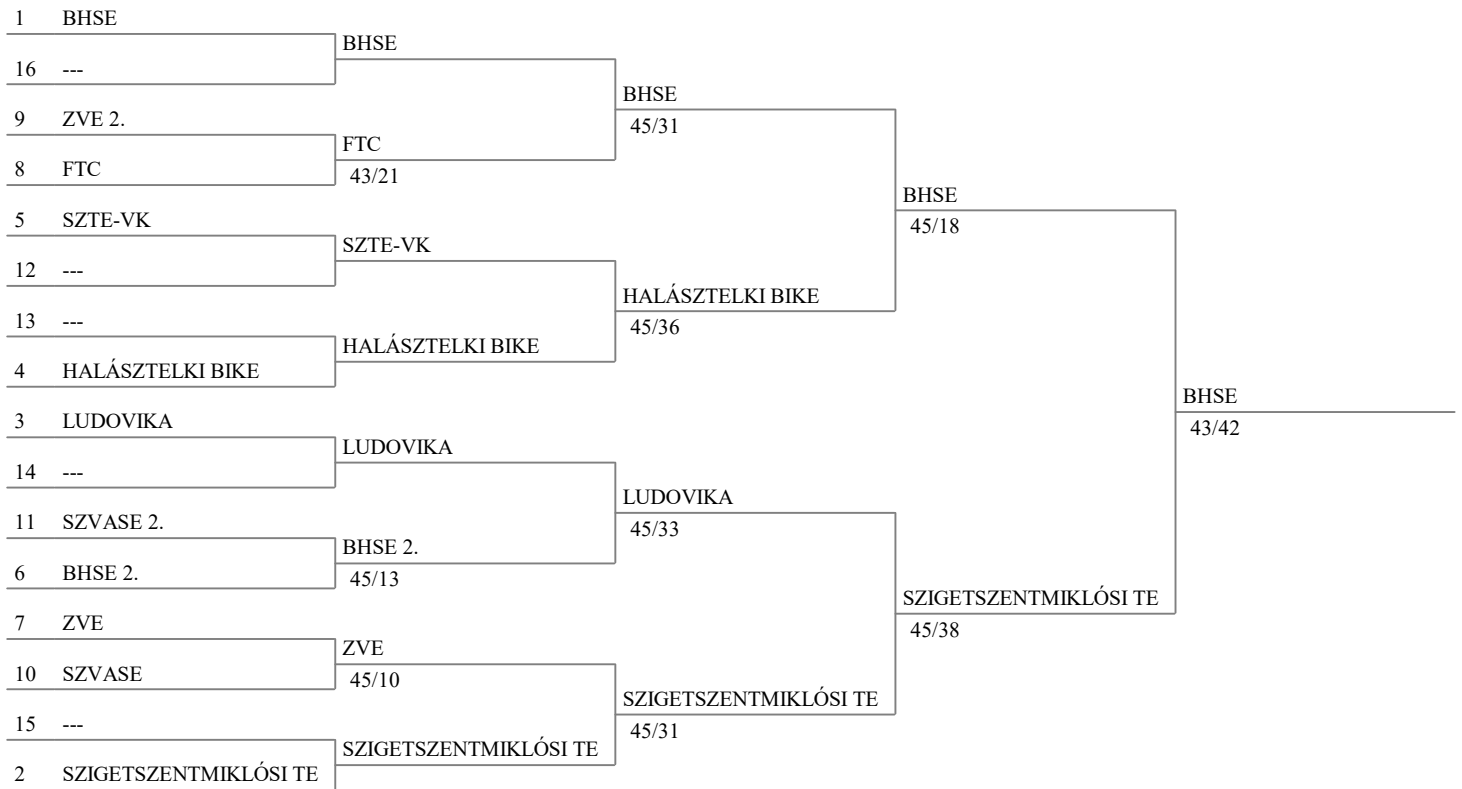 1 BHSE
BHSE
16 ---
BHSE
45/31
9 ZVE 2.
FTC
43/21
8 FTC
BHSE
45/18
5 SZTE-VK
SZTE-VK
12 ---
HALÁSZTELKI BIKE
45/36
13 ---
HALÁSZTELKI BIKE
4 HALÁSZTELKI BIKE
BHSE
43/42
3 LUDOVIKA
LUDOVIKA
14 ---
LUDOVIKA
45/33
11 SZVASE 2.
BHSE 2.
45/13
6 BHSE 2.
SZIGETSZENTMIKLÓSI TE
45/38
7 ZVE
ZVE
45/10
10 SZVASE
SZIGETSZENTMIKLÓSI TE
45/31
15 ---
SZIGETSZENTMIKLÓSI TE
2 SZIGETSZENTMIKLÓSI TE